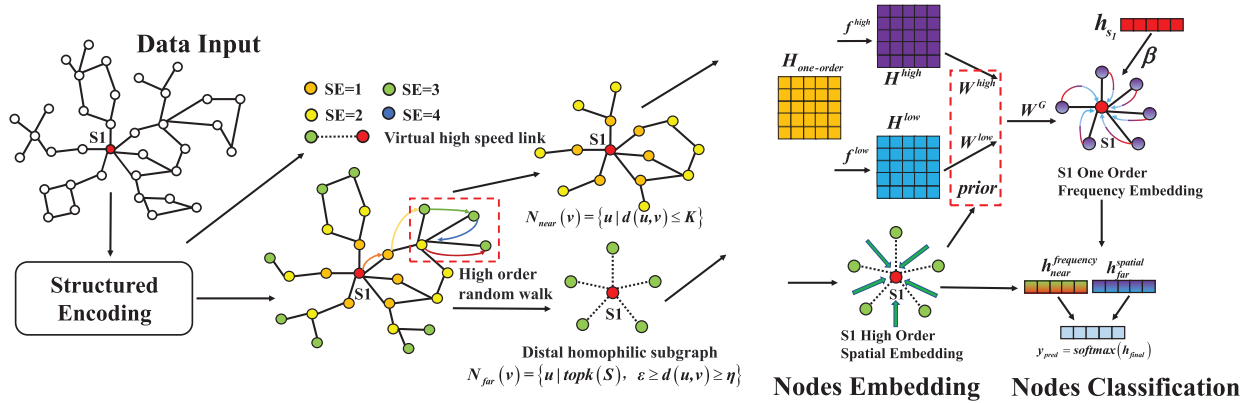 Data Input
S1
Structured
Encoding
SE=1
SE=3
SE=2
SE=4
Virtual high speed link
S1
High order
random walk
S1
N_near (v) = {u | d(u,v) ≤ K}
S1
Distal homophilic subgraph
N_far (v) = {u | topk(S), ε ≥ d(u,v) ≥ η}
H_one-order
f^high
H^high
f^low
H^low
W^high
W^low
prior
W^G
h_s1
β
S1
S1 One Order
Frequency Embedding
S1
S1 High Order
Spatial Embedding
h_near^frequency
h_far^spatial
y_pred = softmax(h_final)
Nodes Embedding
Nodes Classification